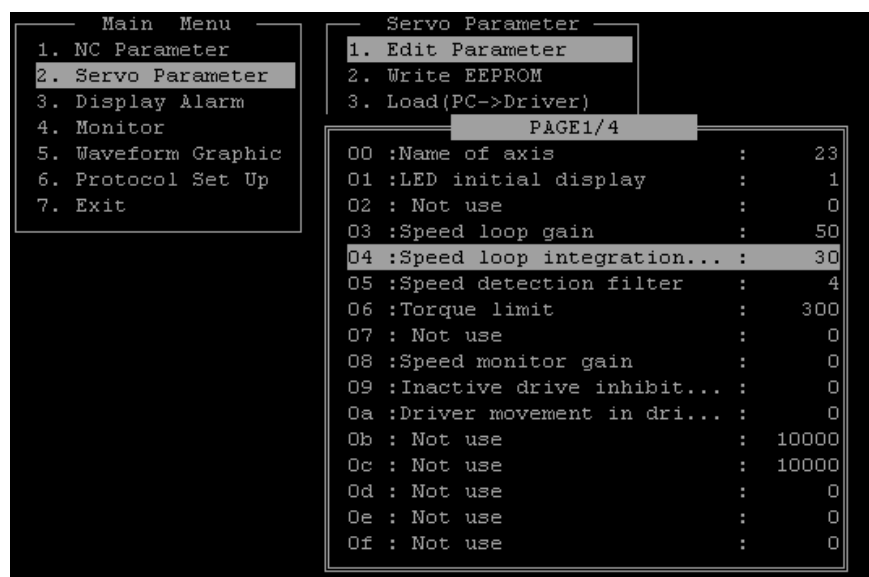 Main Menu
1. NC Parameter
2. Servo Parameter
3. Display Alarm
4. Monitor
5. Waveform Graphic
6. Protocol Set Up
7. Exit
Servo Parameter
1. Edit Parameter
2. Write EEPROM
3. Load(PC->Driver)
PAGE1/4
00 :Name of axis : 23
01 :LED initial display : 1
02 : Not use : 0
03 :Speed loop gain : 50
04 :Speed loop integration... : 30
05 :Speed detection filter : 4
06 :Torque limit : 300
07 : Not use : 0
08 :Speed monitor gain : 0
09 :Inactive drive inhibit... : 0
0a :Driver movement in dri... : 0
0b : Not use : 10000
0c : Not use : 10000
0d : Not use : 0
0e : Not use : 0
0f : Not use : 0